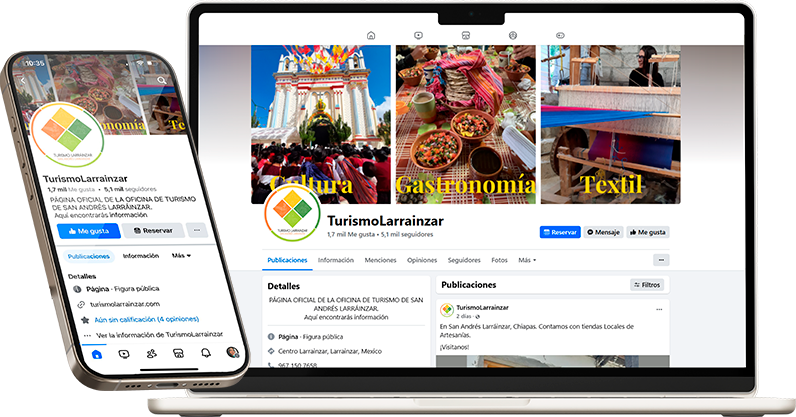 10:35
Gastronomía
Te
TURISMO LARRAINZAR
TurismoLarrainzar
1,7 mil Me gusta • 5,1 mil seguidores
PÁGINA OFICIAL DE LA OFICINA DE TURISMO
DE SAN ANDRÉS LARRÁINZAR.
Aquí encontrarás información
Me gusta
Reservar
Publicaciones
Información
Más
Detalles
Página · Figura pública
turismolarrainzar.com
Aún sin calificación (4 opiniones)
Ver la información de TurismoLarrainzar
Cultura
Gastronomía
Textil
TURISMO LARRAINZAR
TurismoLarrainzar
1,7 mil Me gusta • 5,1 mil seguidores
Reservar
Mensaje
Me gusta
Publicaciones
Información
Menciones
Opiniones
Seguidores
Fotos
Más
Detalles
PÁGINA OFICIAL DE LA OFICINA DE TURISMO DE SAN
ANDRÉS LARRÁINZAR.
Aquí encontrarás información
Página · Figura pública
Centro Larrainzar, Larrainzar, Mexico
967 150 7658
Publicaciones
Filtros
TurismoLarrainzar
2 días
En San Andrés Larráinzar, Chiapas. Contamos con tiendas Locales de
Artesanías.
¡Visítanos!